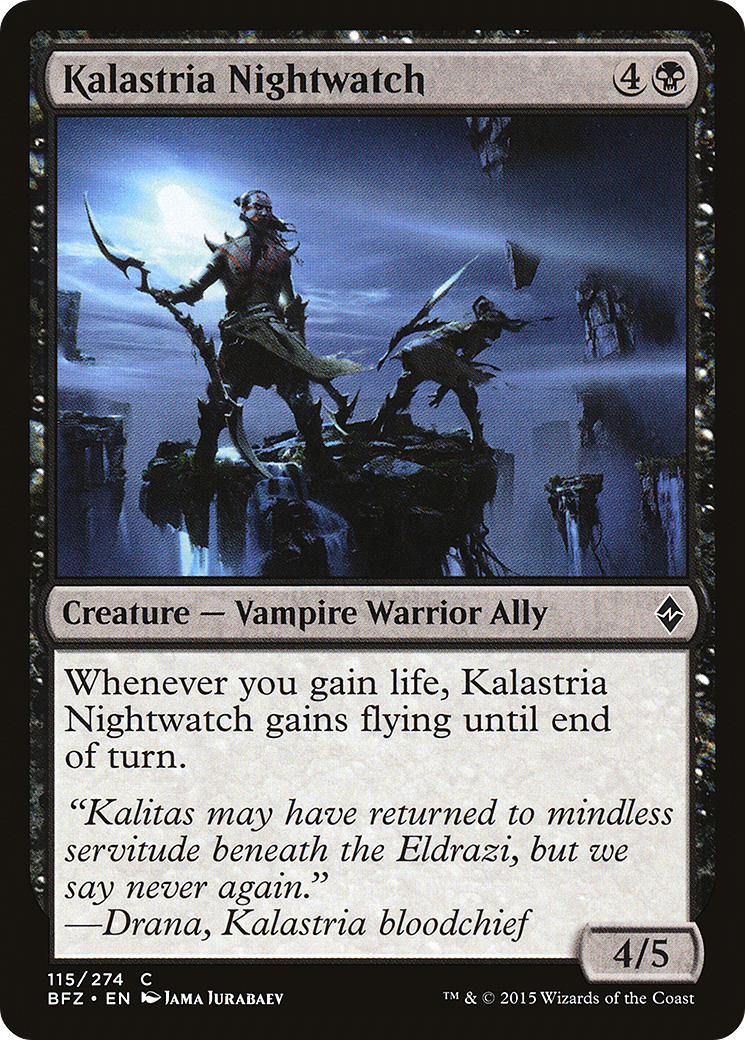 Kalastria Nightwatch 4
Creature — Vampire Warrior Ally
Whenever you gain life, Kalastria
Nightwatch gains flying until end
of turn.
“Kalitas may have returned to mindless
servitude beneath the Eldrazi, but we
say never again.”
—Drana, Kalastria bloodchief
4/5
115/274 C
BFZ • EN Jama Jurabaev
™ & © 2015 Wizards of the Coast